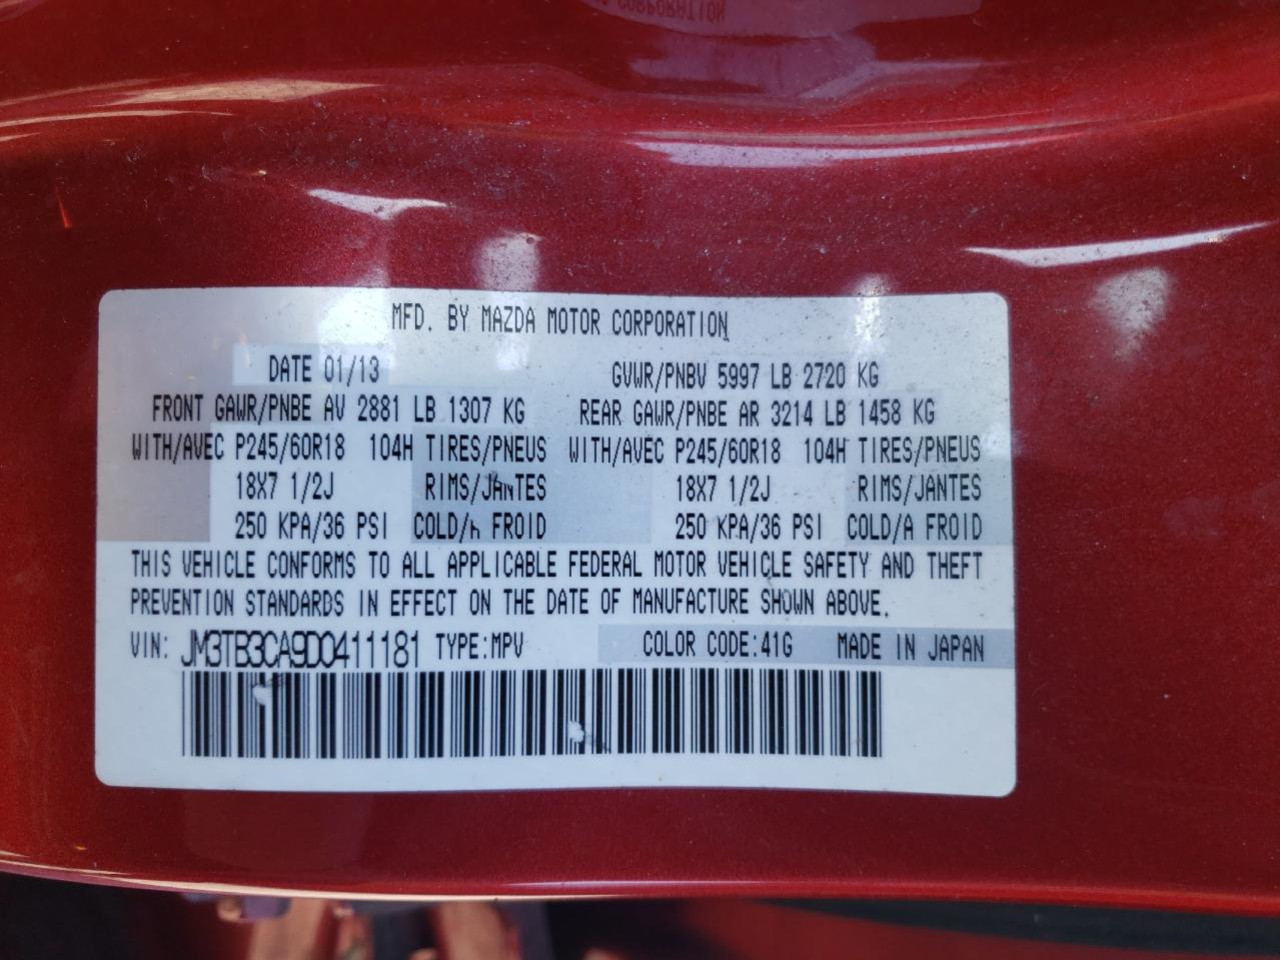 MFD. BY MAZDA MOTOR CORPORATION
DATE 01/13 GVWR/PNBV 5997 LB 2720 KG
FRONT GAWR/PNBE AV 2881 LB 1307 KG REAR GAWR/PNBE AR 3214 LB 1458 KG
WITH/AVEC P245/60R18 104H TIRES/PNEUS WITH/AVEC P245/60R18 104H TIRES/PNEUS
18X7 1/2J RIMS/JANTES 18X7 1/2J RIMS/JANTES
250 KPA/36 PSI COLD/A FROID 250 KPA/36 PSI COLD/A FROID
THIS VEHICLE CONFORMS TO ALL APPLICABLE FEDERAL MOTOR VEHICLE SAFETY AND THEFT
PREVENTION STANDARDS IN EFFECT ON THE DATE OF MANUFACTURE SHOWN ABOVE.
VIN: JM3TB3CA9D0411181 TYPE:MPV COLOR CODE:41G MADE IN JAPAN